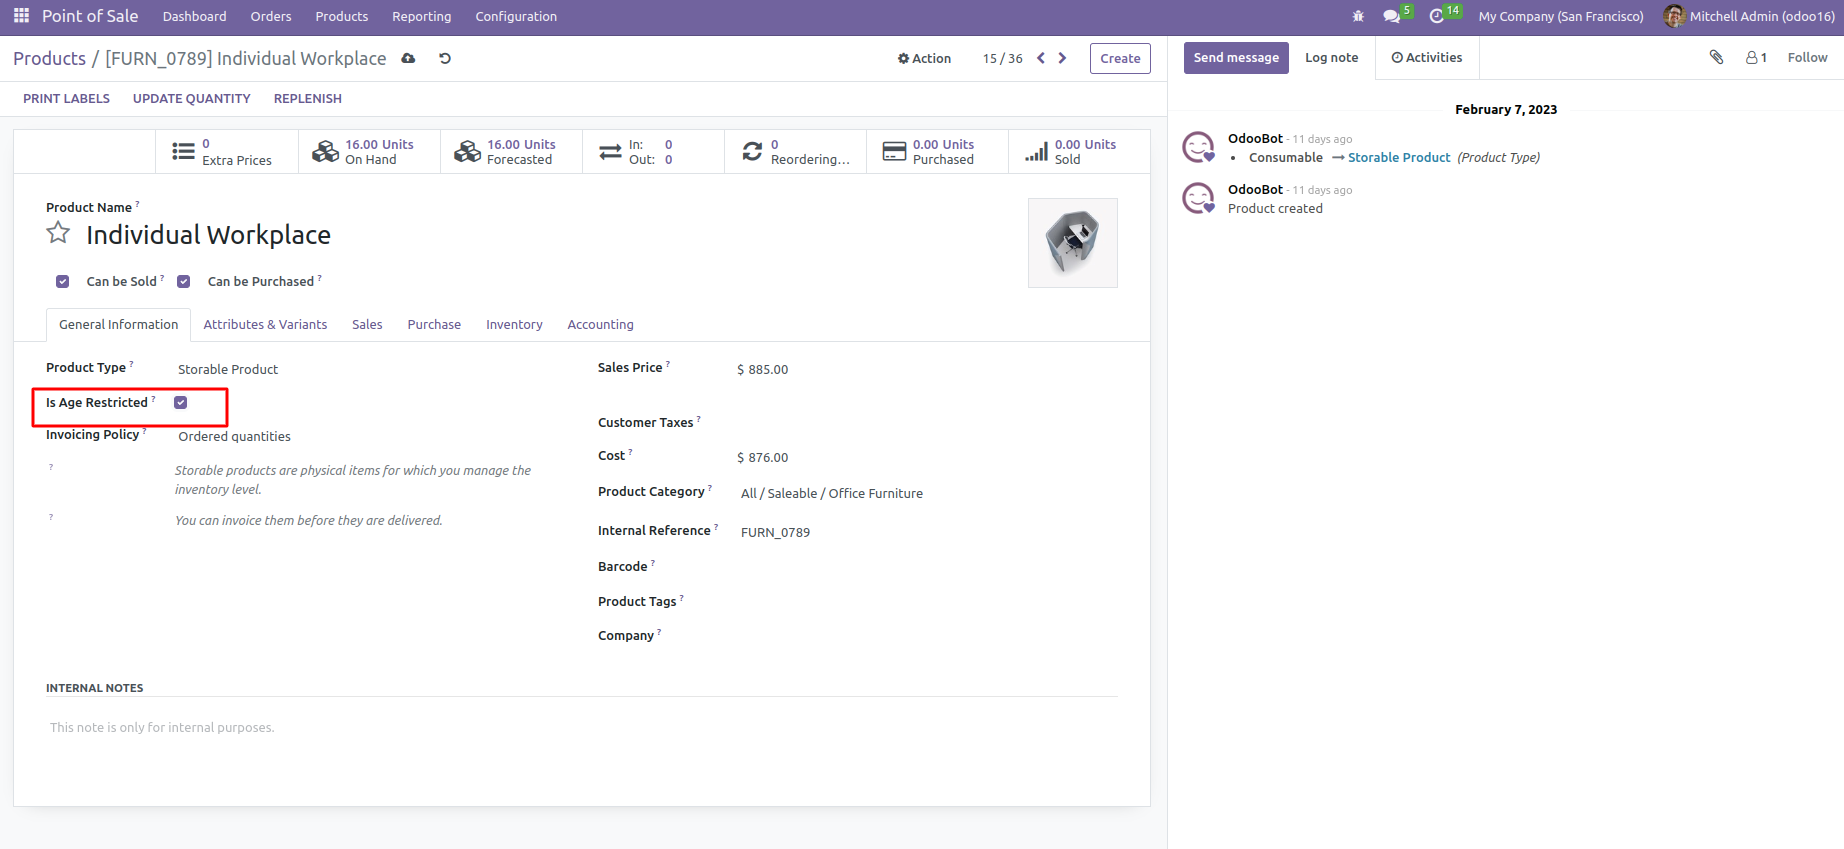 Point of Sale Dashboard Orders Products Reporting Configuration 5 14 My Company (San Francisco) Mitchell Admin (odoo16)
Products / [FURN_0789] Individual Workplace Action 15 / 36 Create
PRINT LABELS UPDATE QUANTITY REPLENISH
0 Extra Prices
16.00 Units On Hand
16.00 Units Forecasted
In: 0
Out: 0
0 Reordering...
0.00 Units Purchased
0.00 Units Sold
Product Name ?
Individual Workplace
Can be Sold ? Can be Purchased ?
General Information Attributes & Variants Sales Purchase Inventory Accounting
Product Type ? Storable Product
Is Age Restricted ?
Invoicing Policy ? Ordered quantities
? Storable products are physical items for which you manage the
inventory level.
? You can invoice them before they are delivered.
Sales Price ? $ 885.00
Customer Taxes ?
Cost ? $ 876.00
Product Category ? All / Saleable / Office Furniture
Internal Reference ? FURN_0789
Barcode ?
Product Tags ?
Company ?
INTERNAL NOTES
This note is only for internal purposes.
Send message Log note Activities 1 Follow
February 7, 2023
OdooBot - 11 days ago
• Consumable → Storable Product (Product Type)
OdooBot - 11 days ago
Product created